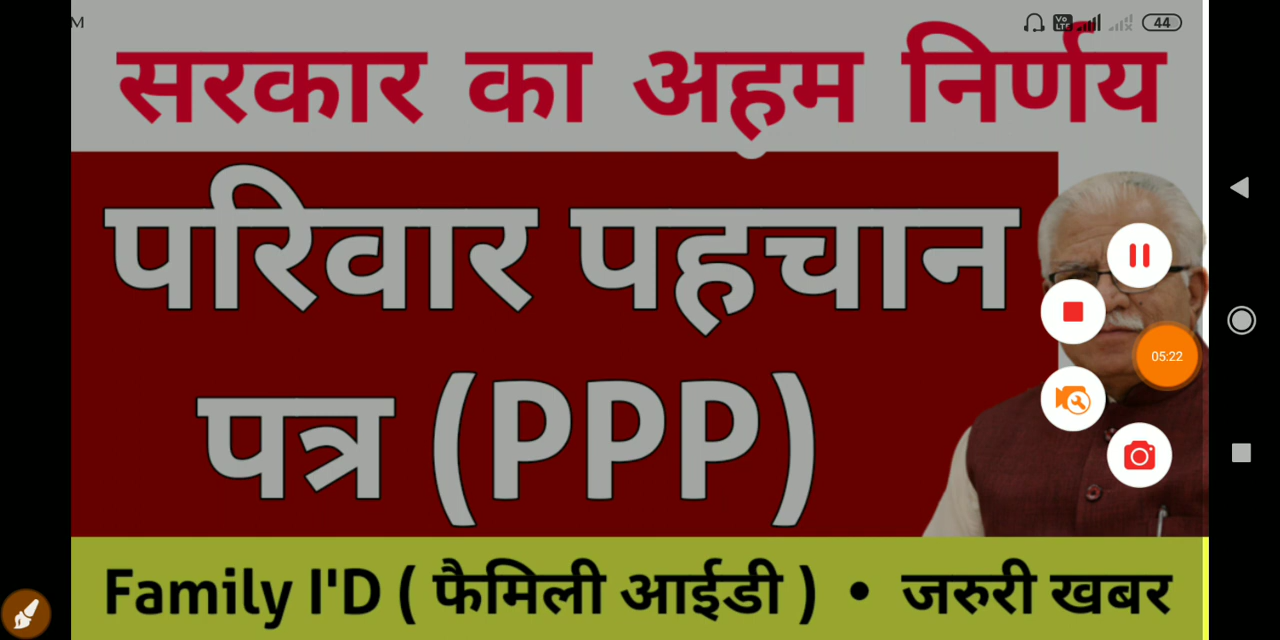 M
44
सरकार का अहम निर्णय
परिवार पहचान
पत्र (PPP)
05:22
Family I'D ( फैमिली आईडी ) • जरुरी खबर